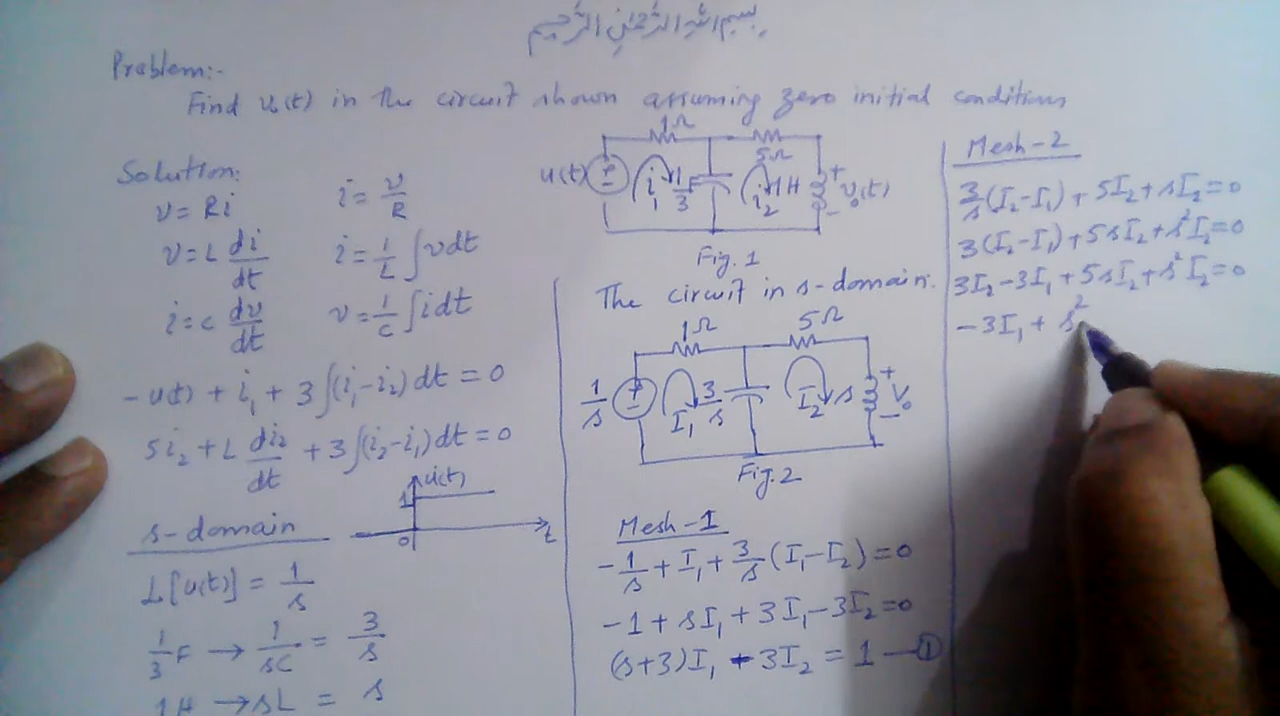 بسم الله الرحمن الرحيم
Problem:-
Find v₀(t) in the circuit shown assuming zero initial conditions
Solution:
v = Ri    i = v/R
v = L di/dt    i = 1/L ∫vdt
i = c dv/dt    v = 1/c ∫idt
-u(t) + i₁ + 3∫(i₁-i₂)dt = 0
5i₂ + L di₂/dt + 3∫(i₂-i₁)dt = 0
s-domain
u(t)
1
0
t
L[u(t)] = 1/s
1/3 F → 1/sC = 3/s
1H → sL = s
1Ω 5Ω
u(t) + - i₁ 1/3 F i₂ 1H + v₀(t) -
Fig. 1
The circuit in s-domain.
1Ω 5Ω
1/s + - I₁ 3/s I₂ s + V₀ -
Fig. 2
Mesh-1
-1/s + I₁ + 3/s (I₁-I₂) = 0
-1 + sI₁ + 3I₁ - 3I₂ = 0
(s+3)I₁ - 3I₂ = 1 — ①
Mesh-2
3/s (I₂-I₁) + 5I₂ + sI₂ = 0
3(I₂-I₁) + 5sI₂ + s²I₂ = 0
3I₂ - 3I₁ + 5sI₂ + s²I₂ = 0
-3I₁ + s²